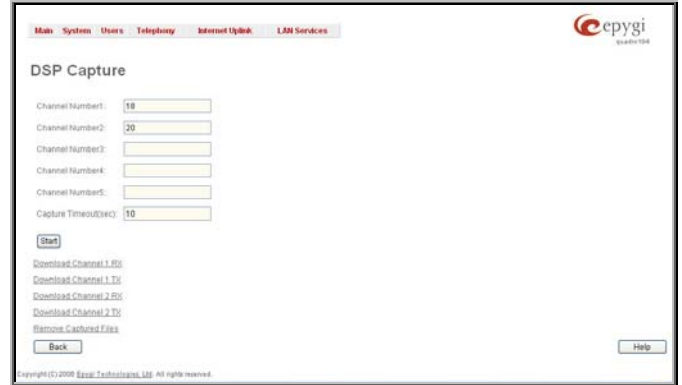 Main System Users Telephony Internet Uplink LAN Services
epygi
quadro
DSP Capture
Channel Number1: 18
Channel Number2: 20
Channel Number3:
Channel Number4:
Channel Number5:
Capture Timeout(sec): 10
Start
Download Channel 1 RX
Download Channel 1 TX
Download Channel 2 RX
Download Channel 2 TX
Remove Captured Files
Back
Help
Copyright (C) 2008 Epygi Technologies, Ltd. All rights reserved.